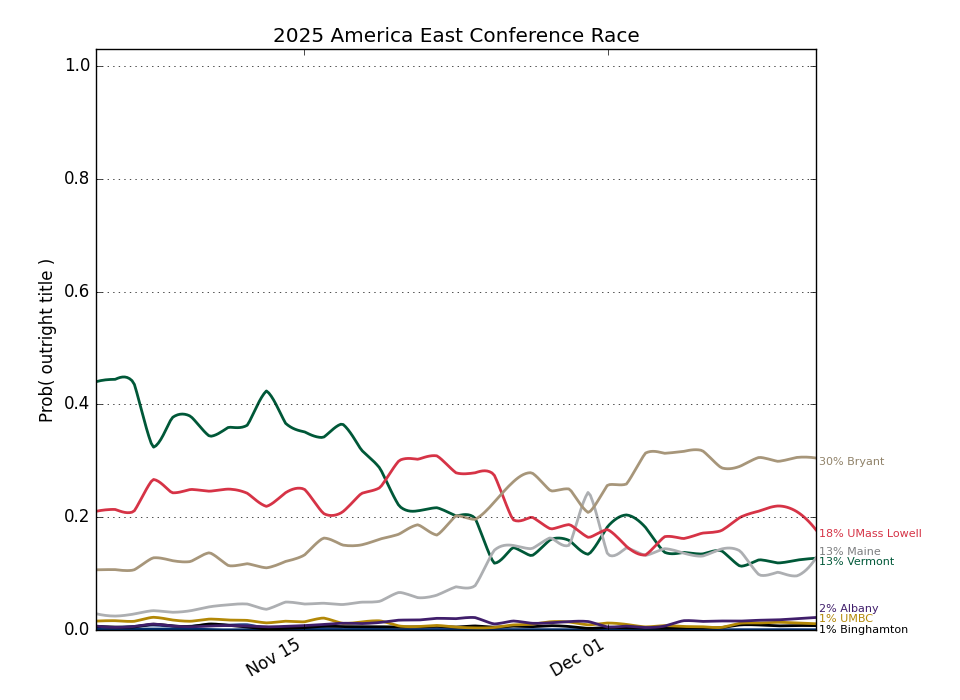 2025 America East Conference Race
Prob( outright title )
1.0
0.8
0.6
0.4
0.2
0.0
30% Bryant
18% UMass Lowell
13% Maine
13% Vermont
2% Albany
1% UMBC
1% Binghamton
Nov 15
Dec 01